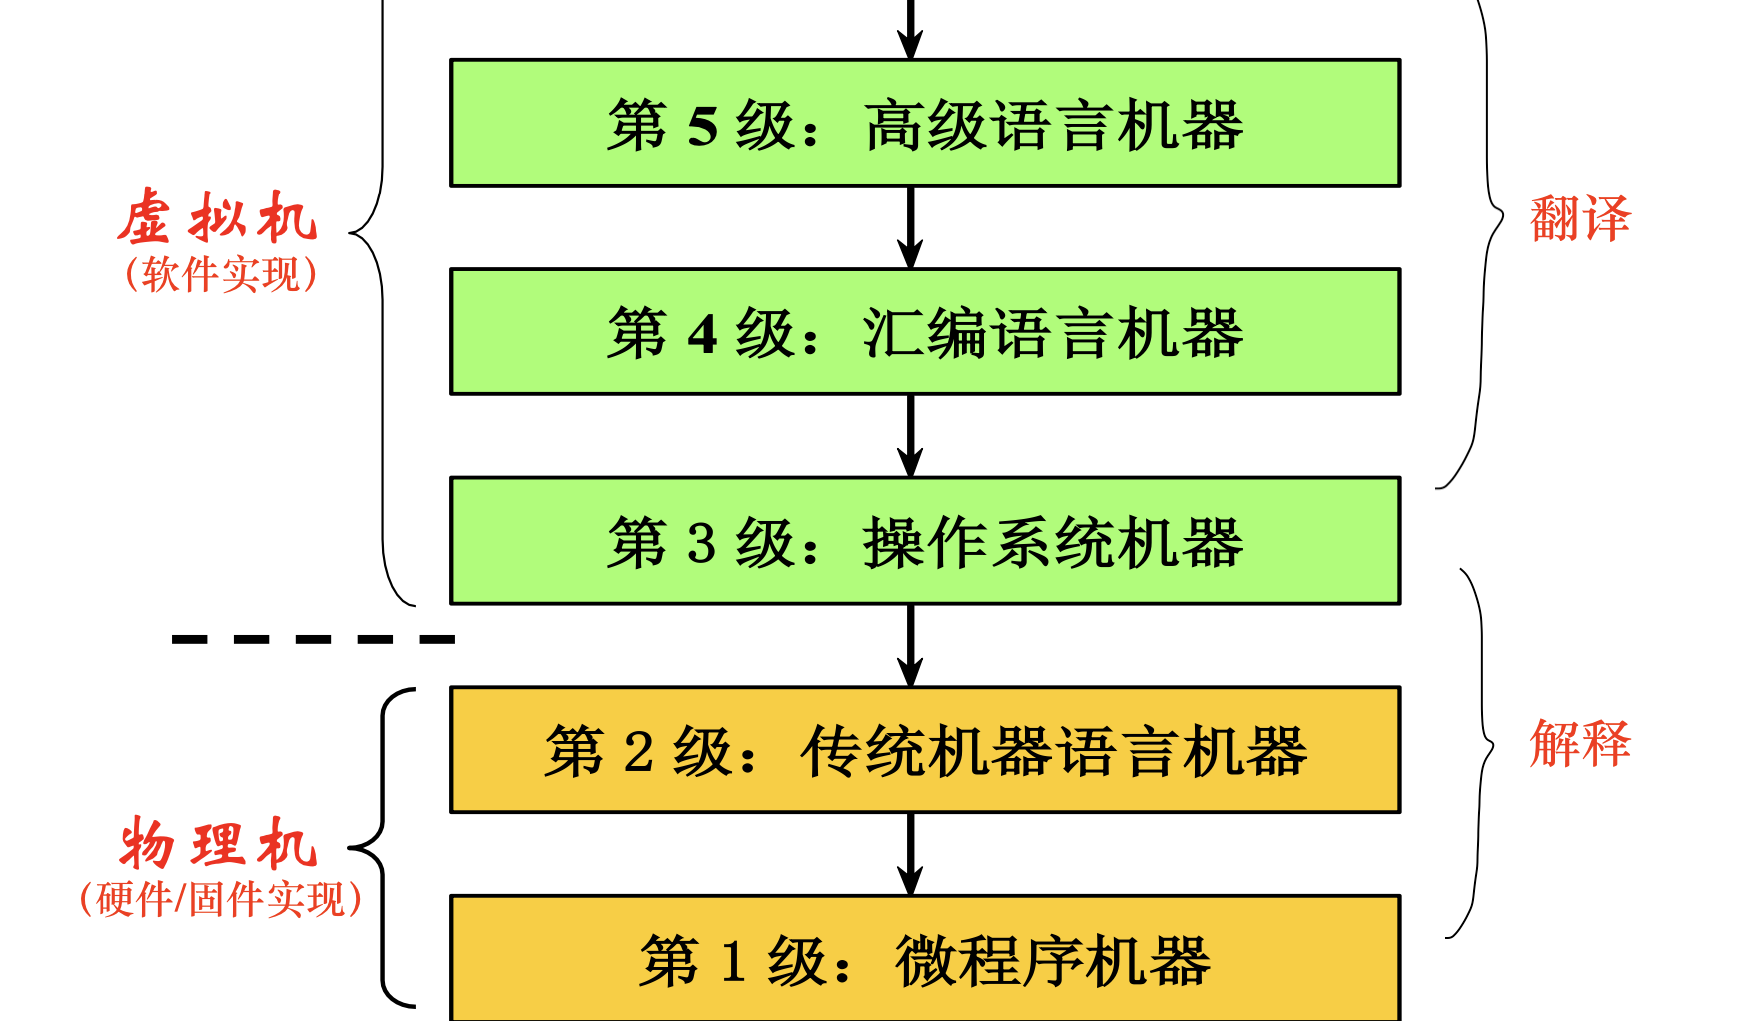 第 5 级：高级语言机器
虚拟机
（软件实现）
翻译
第 4 级：汇编语言机器
第 3 级：操作系统机器
第 2 级：传统机器语言机器
解释
物理机
（硬件/固件实现）
第 1 级：微程序机器